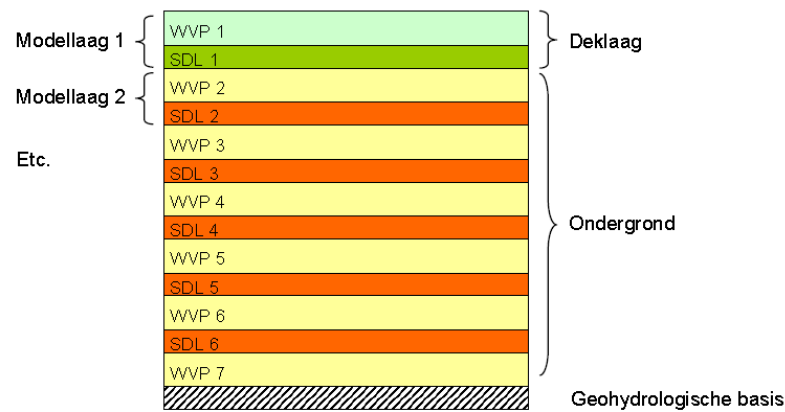 Modellaag 1
WVP 1
Deklaag
SDL 1
Modellaag 2
WVP 2
SDL 2
Etc.
WVP 3
SDL 3
WVP 4
Ondergrond
SDL 4
WVP 5
SDL 5
WVP 6
SDL 6
WVP 7
Geohydrologische basis